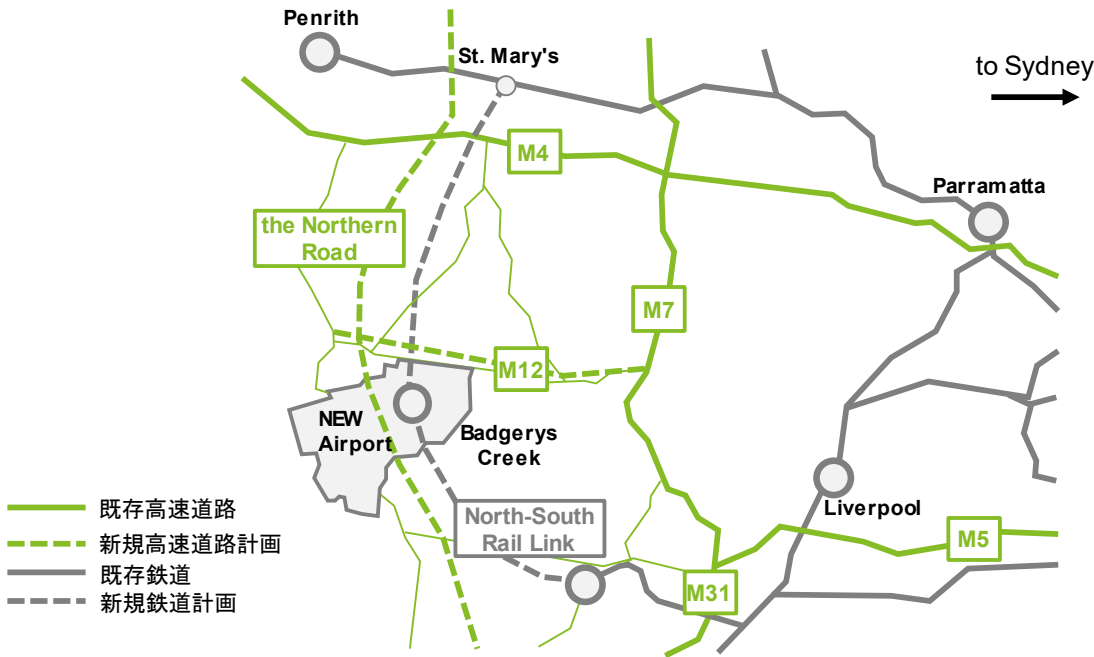 Penrith
St. Mary's
to Sydney
M4
Parramatta
the Northern
Road
M7
M12
NEW
Airport
Badgerys
Creek
Liverpool
North-South
Rail Link
M5
M31
既存高速道路
新規高速道路計画
既存鉄道
新規鉄道計画